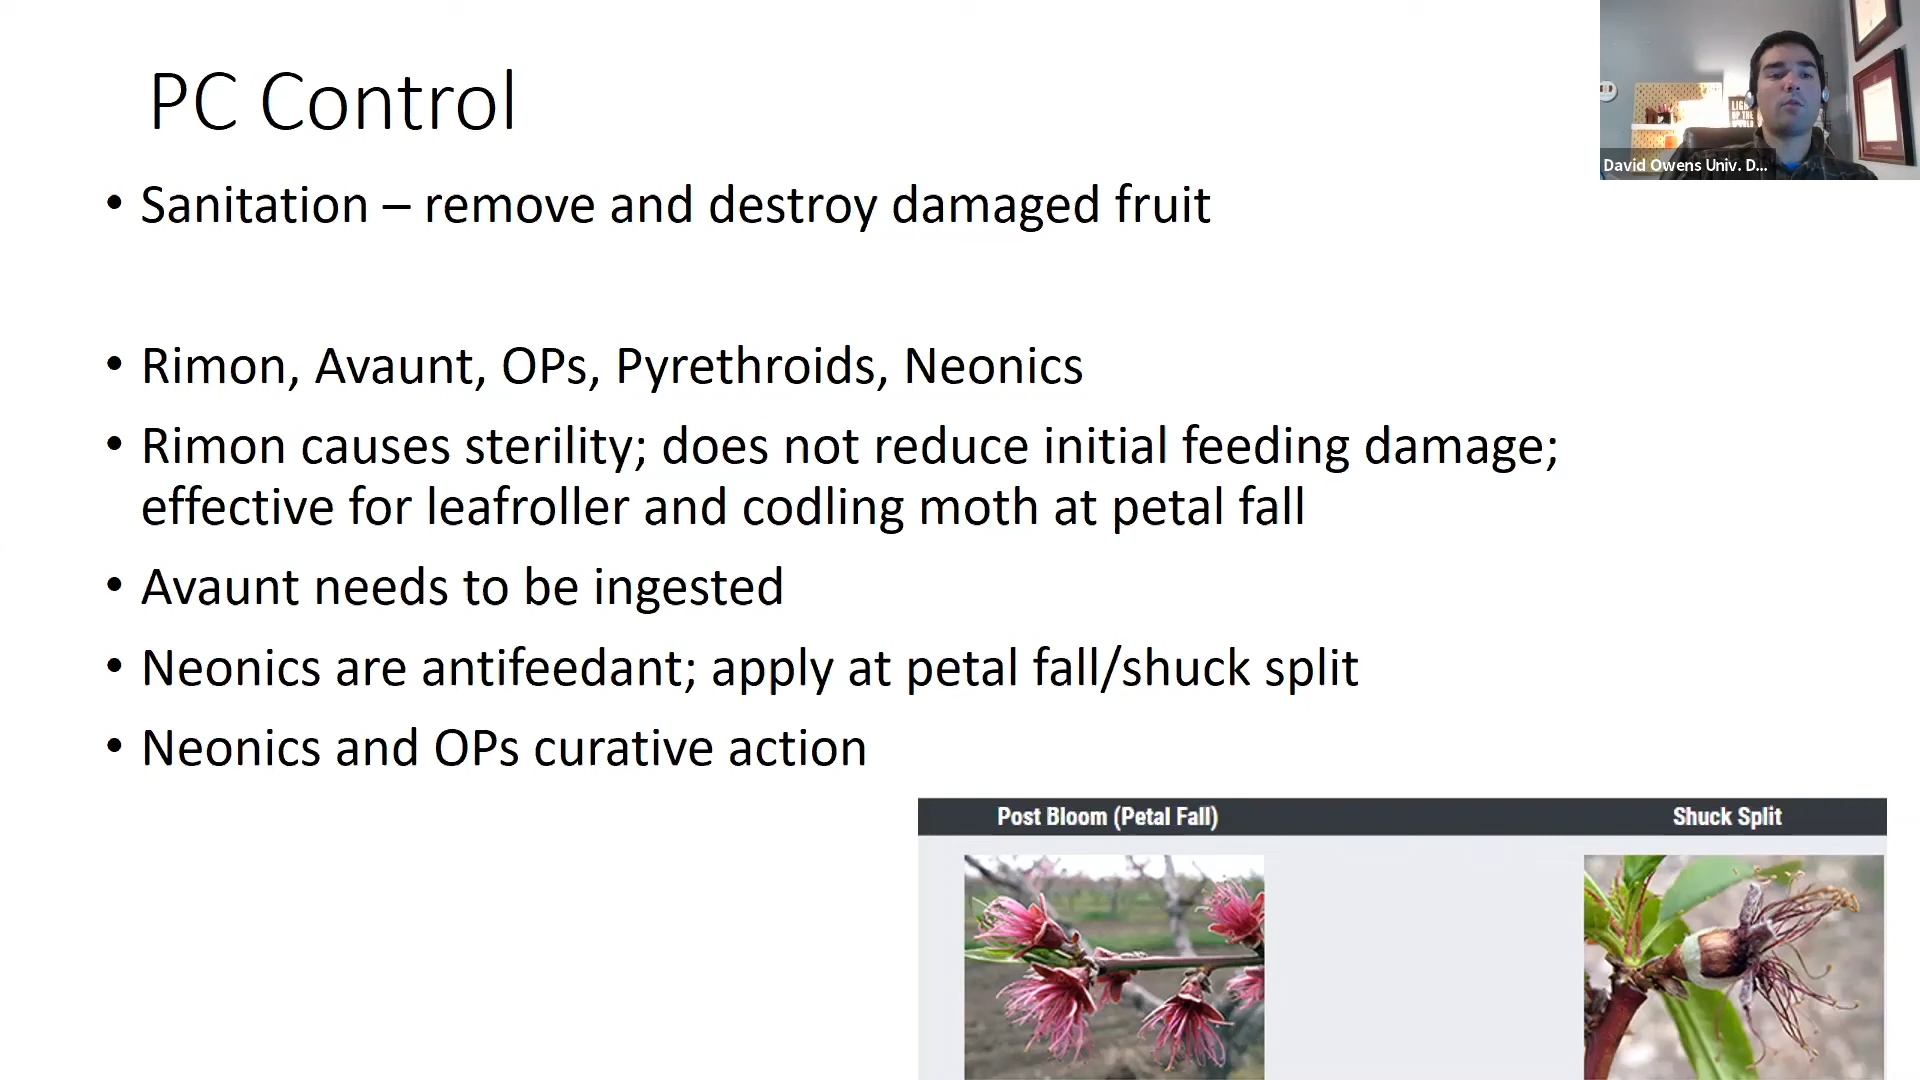 PC Control
• Sanitation – remove and destroy damaged fruit
• Rimon, Avaunt, OPs, Pyrethroids, Neonics
• Rimon causes sterility; does not reduce initial feeding damage;
effective for leafroller and codling moth at petal fall
• Avaunt needs to be ingested
• Neonics are antifeedant; apply at petal fall/shuck split
• Neonics and OPs curative action
Post Bloom (Petal Fall)
Shuck Split
David Owens Univ. D...